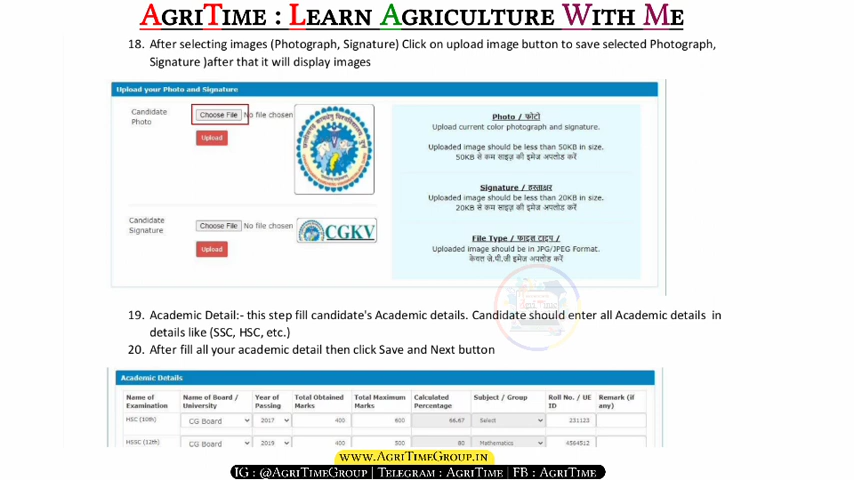 AgriTime : Learn Agriculture With Me
18. After selecting images (Photograph, Signature) Click on upload image button to save selected Photograph,
Signature )after that it will display images
Upload your Photo and Signature
Candidate
Photo
Choose File No file chosen
Upload
Photo / फोटो
Upload current color photograph and signature.
Uploaded image should be less than 50KB in size.
50KB से कम साइज़ की इमेज अपलोड करें
Candidate
Signature
Choose File No file chosen
CGKV
Upload
Signature / हस्ताक्षर
Uploaded image should be less than 20KB in size.
20KB से कम साइज़ की इमेज अपलोड करें
File Type / फाइल टाइप /
Uploaded image should be in JPG/JPEG Format.
केवल जे.पी.जी इमेज अपलोड करें
Agri Time
19. Academic Detail:- this step fill candidate's Academic details. Candidate should enter all Academic details in
details like (SSC, HSC, etc.)
20. After fill all your academic detail then click Save and Next button
Academic Details
Name of Examination Name of Board / University Year of Passing Total Obtained Marks Total Maximum Marks Calculated Percentage Subject / Group Roll No. / UE ID Remark (if any)
HSC (10th) CG Board 2017 400 600 66.67 Select 231123
HSSC (12th) CG Board 2019 400 500 80 Mathematics 4564512
www.AgriTimeGroup.in
IG : @AgriTimeGroup | Telegram : AgriTime | FB : AgriTime